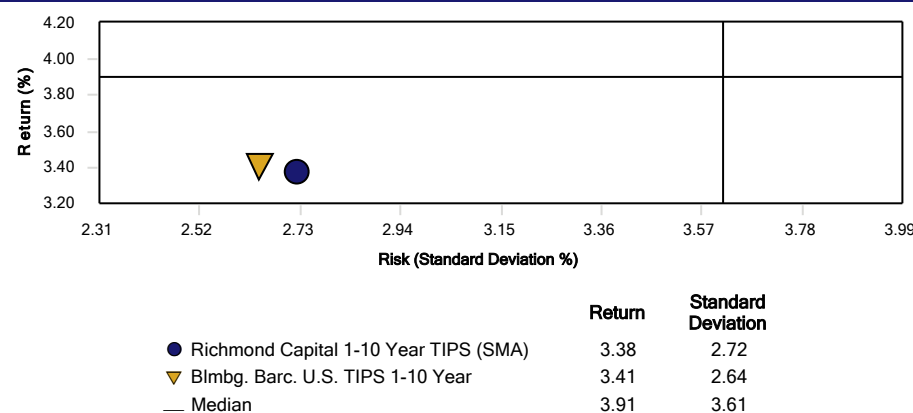 4.20
4.00
3.80
3.60
3.40
3.20
Return (%)
2.31 2.52 2.73 2.94 3.15 3.36 3.57 3.78 3.99
Risk (Standard Deviation %)
Return Standard Deviation
Richmond Capital 1-10 Year TIPS (SMA) 3.38 2.72
Blmbg. Barc. U.S. TIPS 1-10 Year 3.41 2.64
Median 3.91 3.61